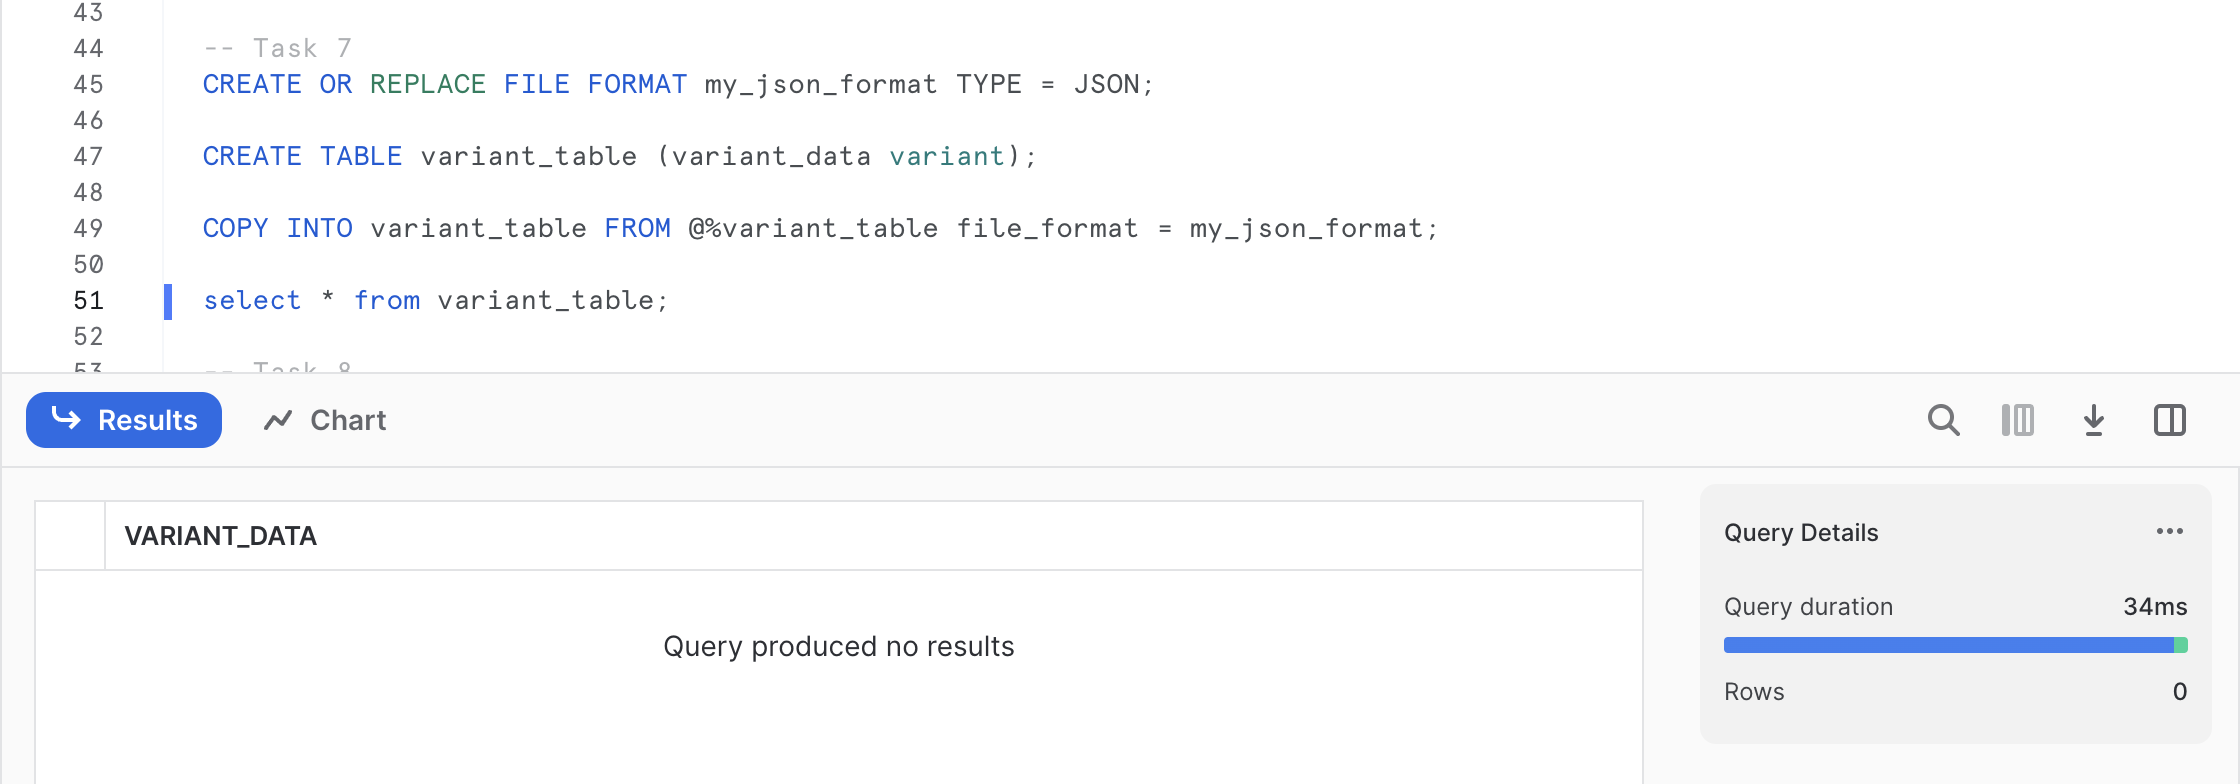 43
44 -- Task 7
45 CREATE OR REPLACE FILE FORMAT my_json_format TYPE = JSON;
46
47 CREATE TABLE variant_table (variant_data variant);
48
49 COPY INTO variant_table FROM @%variant_table file_format = my_json_format;
50
51 select * from variant_table;
52
53 -- Task 8
Results Chart
VARIANT_DATA
Query produced no results
Query Details
Query duration 34ms
Rows 0